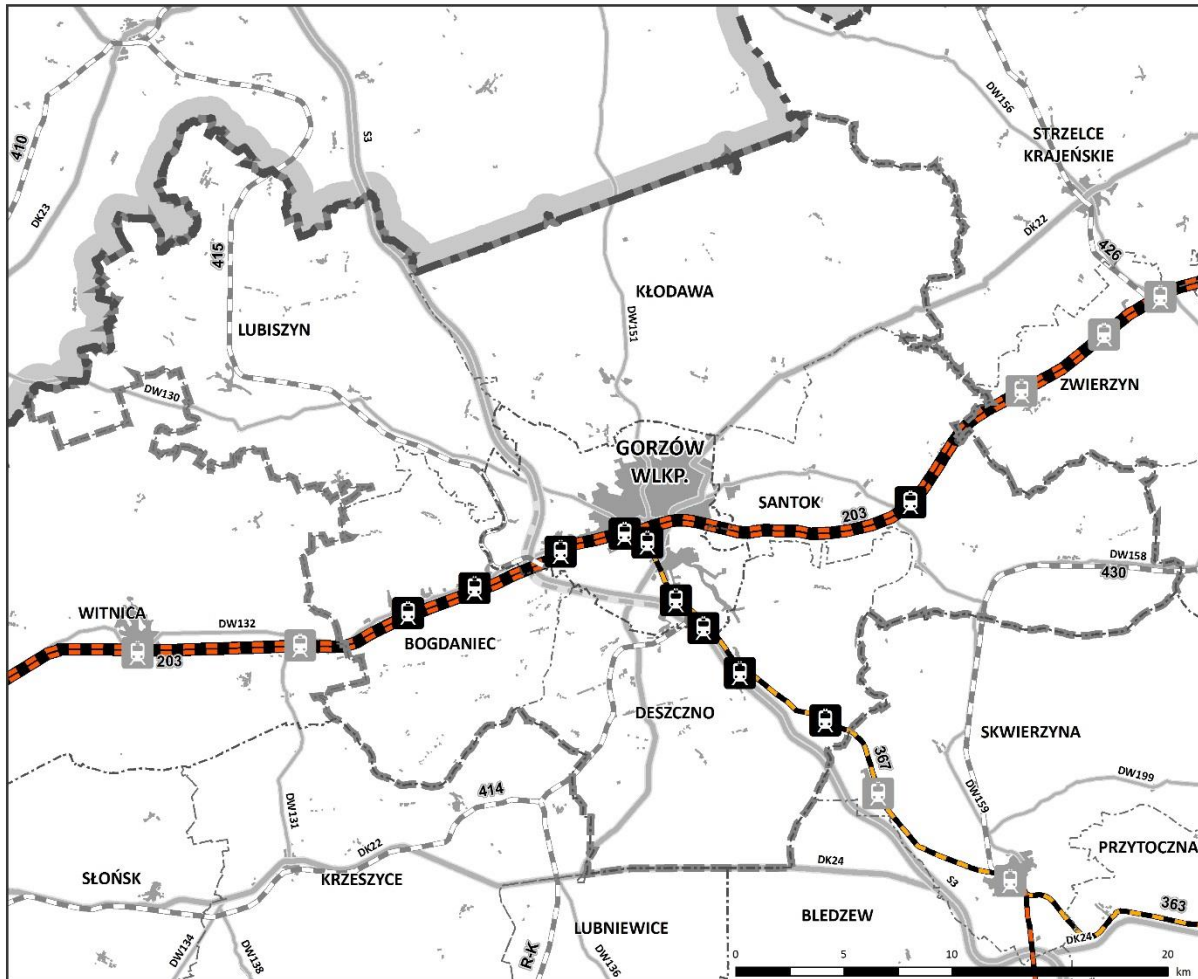 DW156
STRZELCE
KRAJEŃSKIE
410
S3
DK23
DK22
415
426
KŁODAWA
LUBISZYN
DW151
ZWIERZYN
DW130
GORZÓW
WLKP.
SANTOK
203
DW158
430
WITNICA
DW132
203
BOGDANIEC
DESZCZNO
SKWIERZYNA
367
DW199
DW159
DW131
414
PRZYTOCZNA
DK22
DK24
SŁOŃSK
KRZESZYCE
S3
363
BLEDZEW
LUBNIEWICE
DK24
DW134
DW138
R-K
DW136
0 5 10 20
km